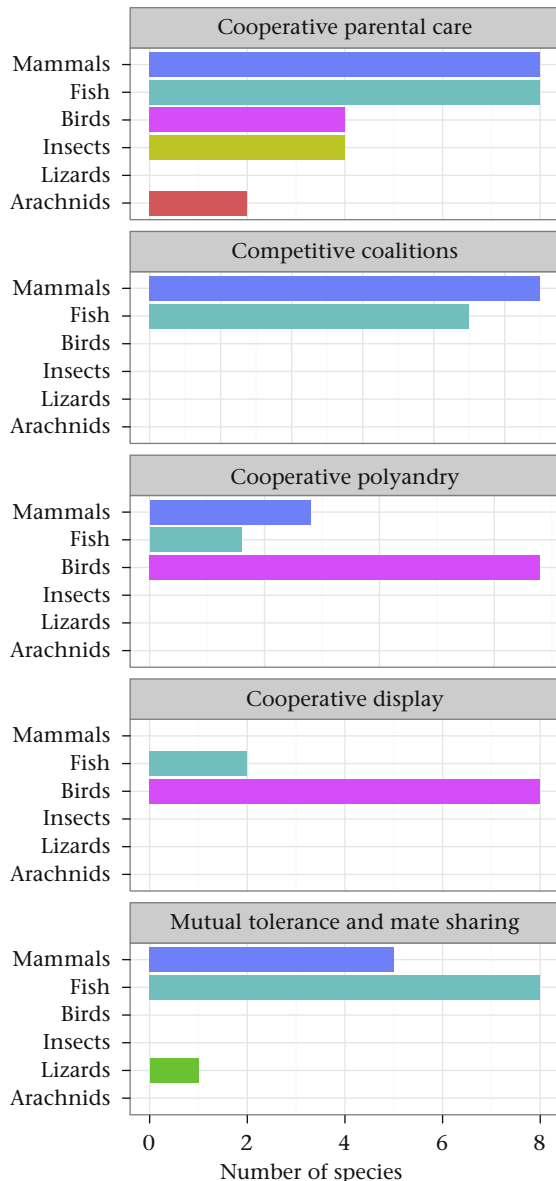 Cooperative parental care
Mammals
Fish
Birds
Insects
Lizards
Arachnids
Competitive coalitions
Mammals
Fish
Birds
Insects
Lizards
Arachnids
Cooperative polyandry
Mammals
Fish
Birds
Insects
Lizards
Arachnids
Cooperative display
Mammals
Fish
Birds
Insects
Lizards
Arachnids
Mutual tolerance and mate sharing
Mammals
Fish
Birds
Insects
Lizards
Arachnids
0 2 4 6 8
Number of species